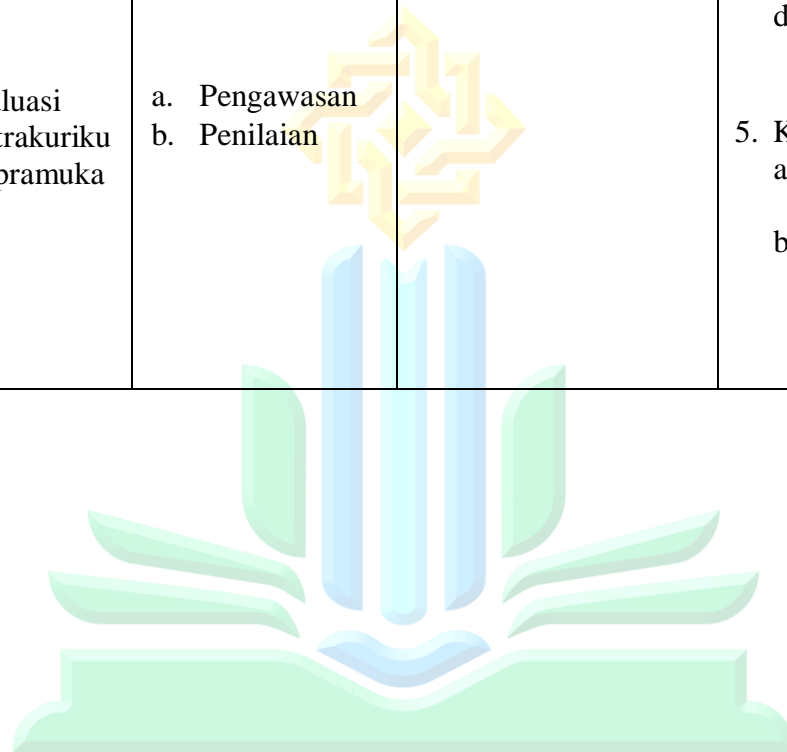 d
luasi
trakuriku
pramuka
a. Pengawasan
b. Penilaian
5. K
a
b